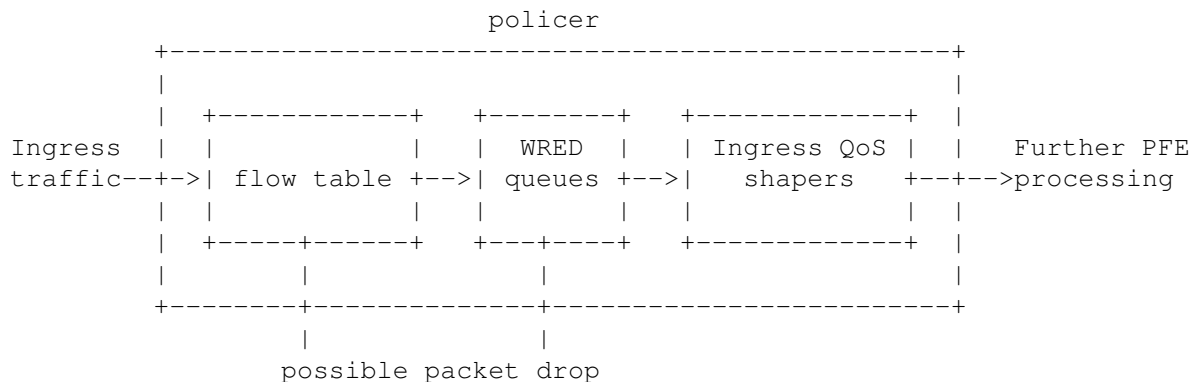 policer
WRED Ingress QoS
Ingress Further PFE
traffic flow table queues shapers processing
possible packet drop